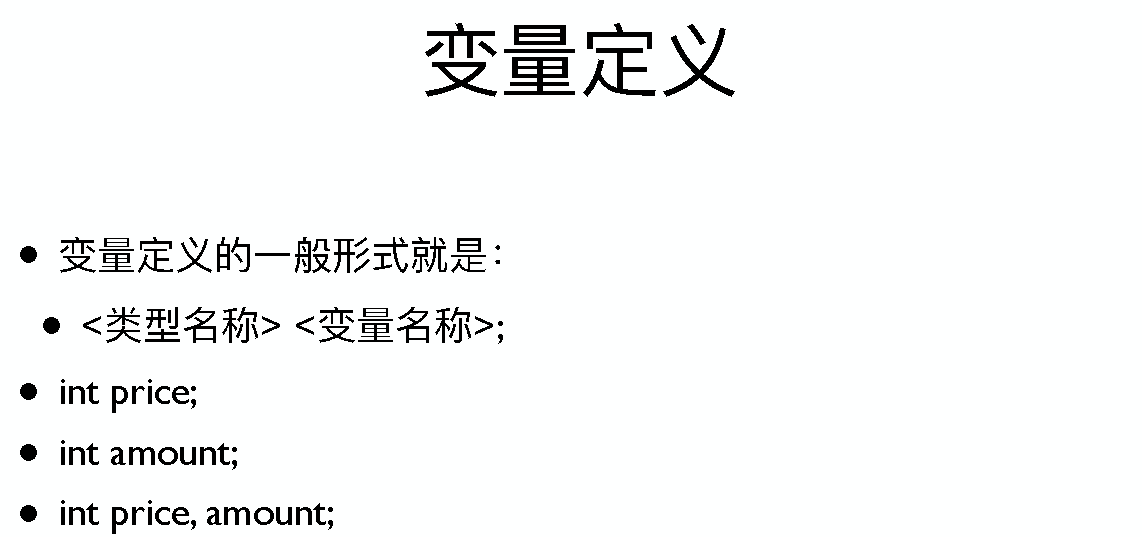 变量定义
• 变量定义的一般形式就是：
• <类型名称> <变量名称>;
• int price;
• int amount;
• int price, amount;